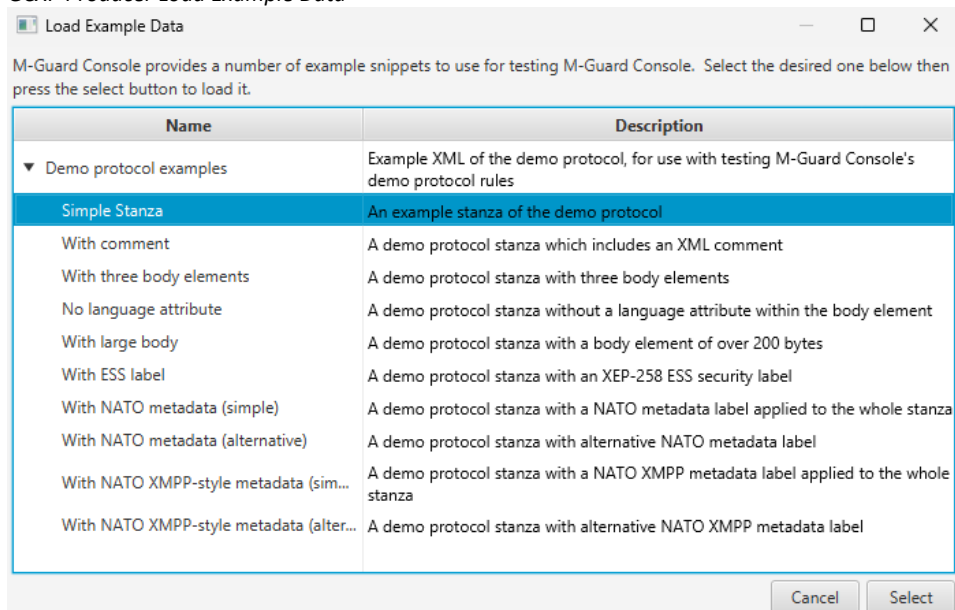 Load Example Data
M-Guard Console provides a number of example snippets to use for testing M-Guard Console. Select the desired one below then
press the select button to load it.
Name Description
Demo protocol examples Example XML of the demo protocol, for use with testing M-Guard Console's
demo protocol rules
Simple Stanza An example stanza of the demo protocol
With comment A demo protocol stanza which includes an XML comment
With three body elements A demo protocol stanza with three body elements
No language attribute A demo protocol stanza without a language attribute within the body element
With large body A demo protocol stanza with a body element of over 200 bytes
With ESS label A demo protocol stanza with an XEP-258 ESS security label
With NATO metadata (simple) A demo protocol stanza with a NATO metadata label applied to the whole stanza
With NATO metadata (alternative) A demo protocol stanza with alternative NATO metadata label
With NATO XMPP-style metadata (sim... A demo protocol stanza with a NATO XMPP metadata label applied to the whole
stanza
With NATO XMPP-style metadata (alter... A demo protocol stanza with alternative NATO XMPP metadata label
Cancel Select